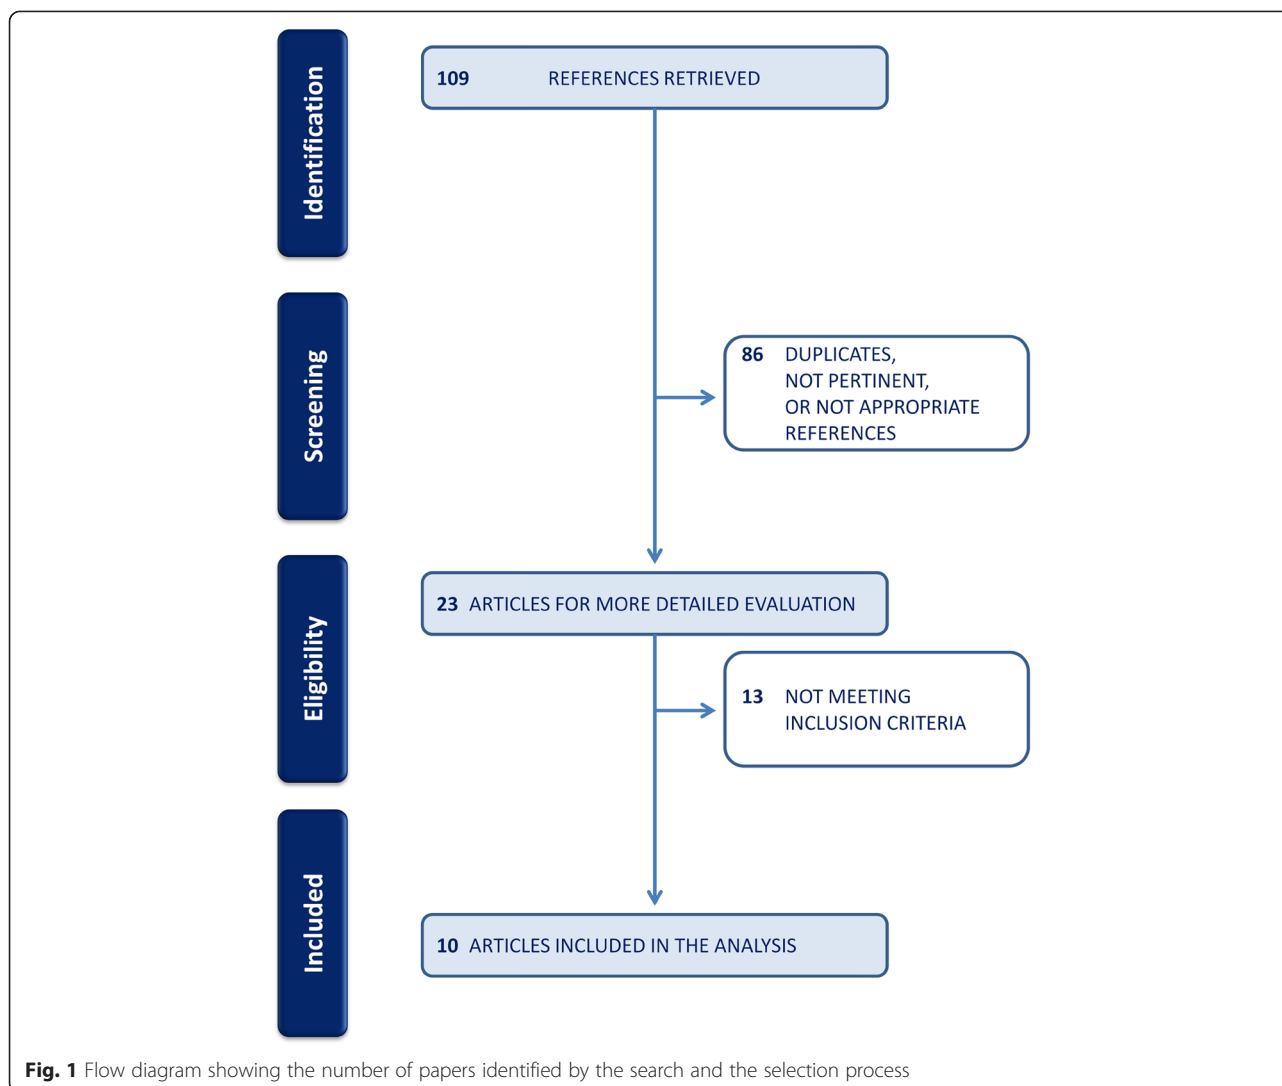 Identification
109 REFERENCES RETRIEVED
Screening
86 DUPLICATES,
NOT PERTINENT,
OR NOT APPROPRIATE
REFERENCES
Eligibility
23 ARTICLES FOR MORE DETAILED EVALUATION
13 NOT MEETING
INCLUSION CRITERIA
Included
10 ARTICLES INCLUDED IN THE ANALYSIS
Fig. 1 Flow diagram showing the number of papers identified by the search and the selection process